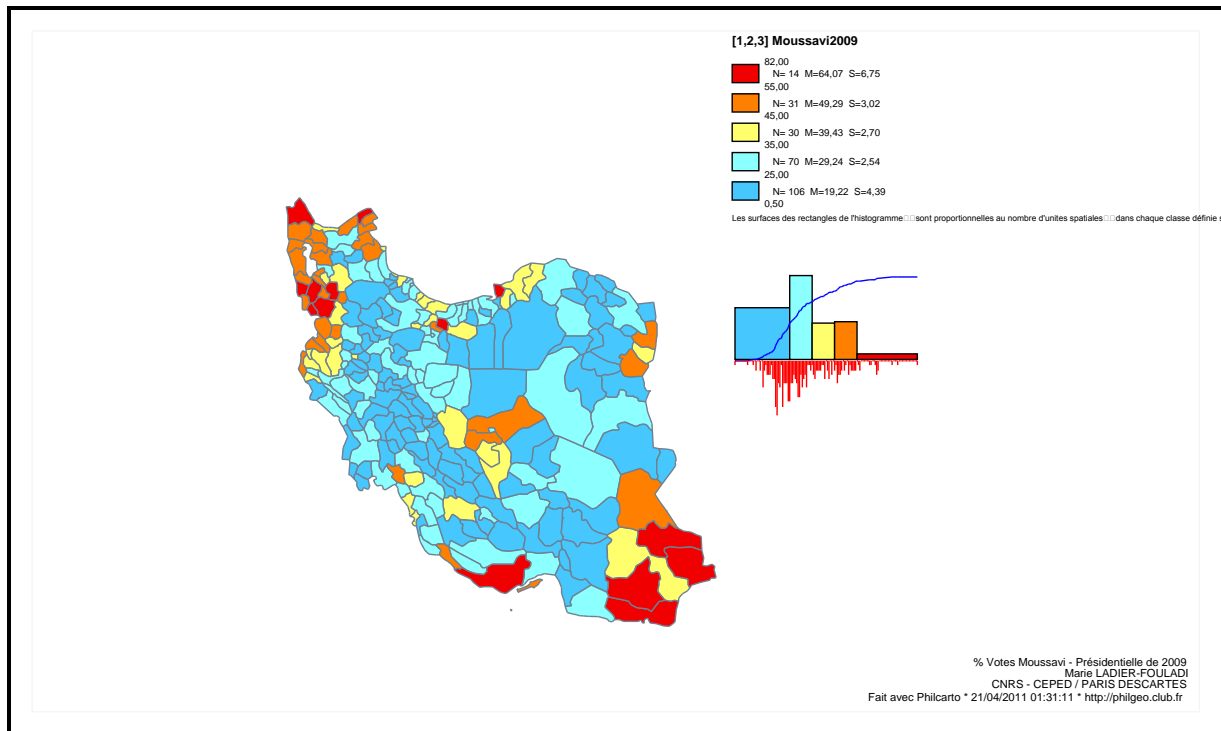 [1,2,3] Moussavi2009
82,00
N= 14 M=64,07 S=6,75
55,00
N= 31 M=49,29 S=3,02
45,00
N= 30 M=39,43 S=2,70
35,00
N= 70 M=29,24 S=2,54
25,00
N= 106 M=19,22 S=4,39
0,50
Les surfaces des rectangles de l'histogramme□□sont proportionnelles au nombre d'unites spatiales□□dans chaque classe définie s
% Votes Moussavi - Présidentielle de 2009
Marie LADIER-FOULADI
CNRS - CEPED / PARIS DESCARTES
Fait avec Philcarto * 21/04/2011 01:31:11 * http://philgeo.club.fr